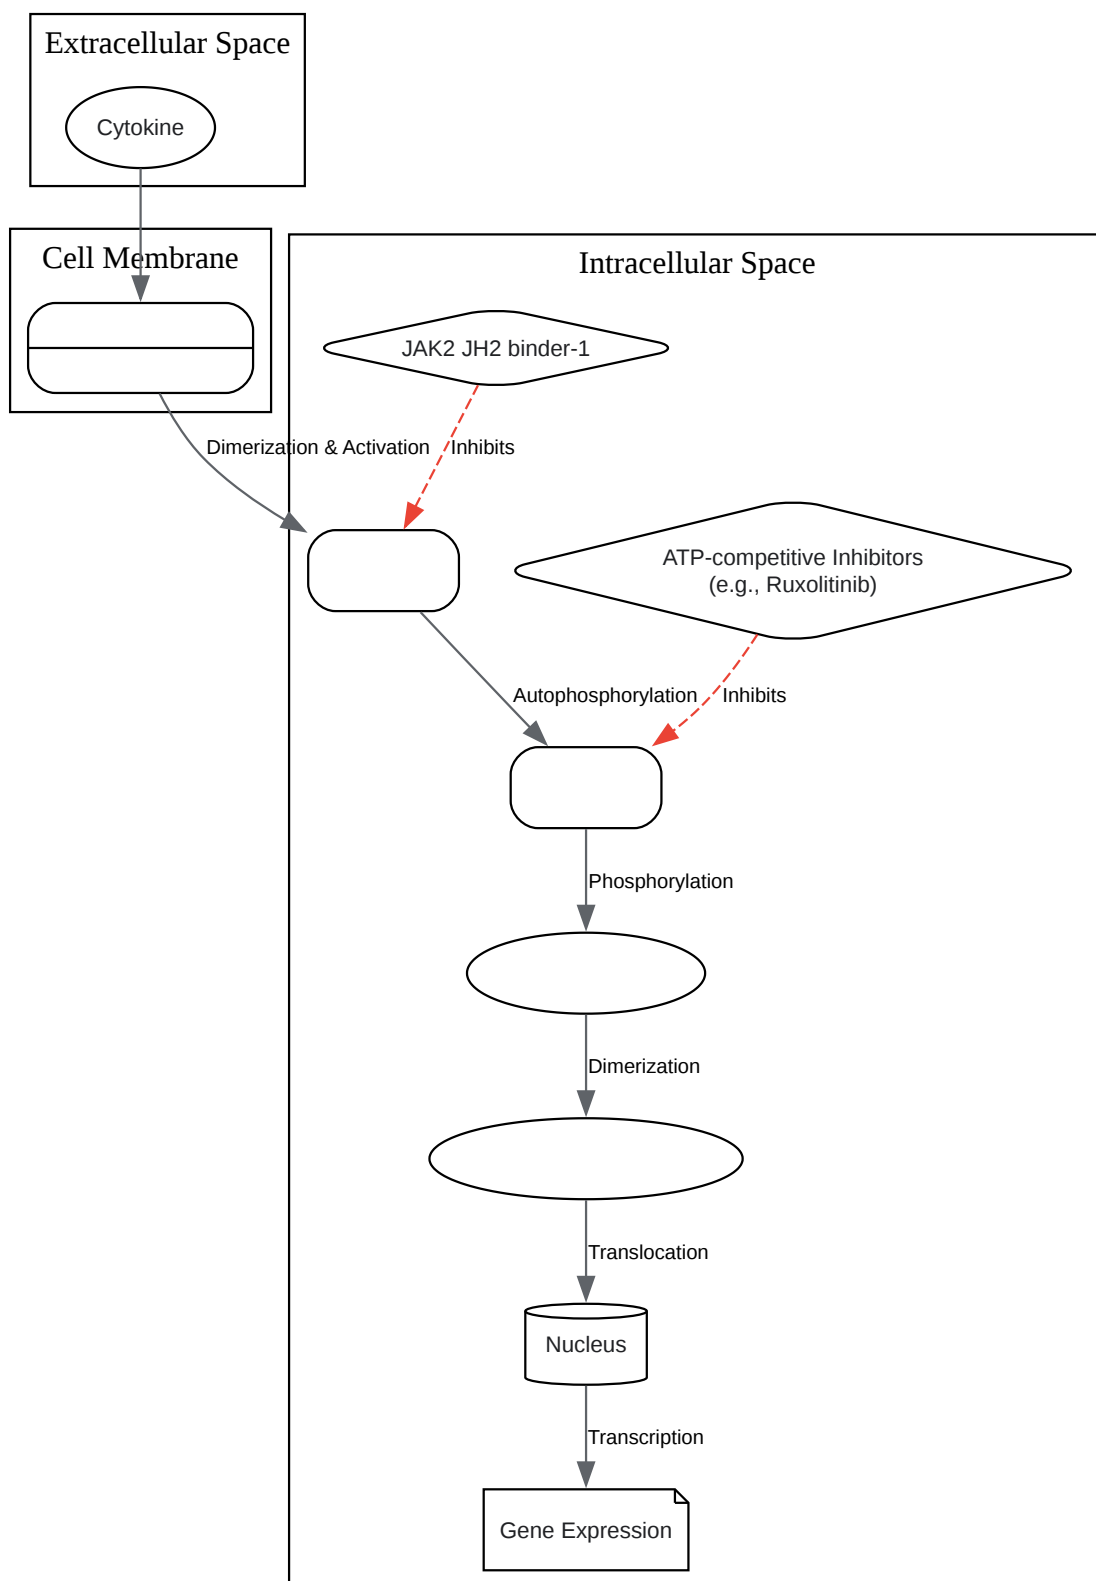 Extracellular Space
Cytokine
Cell Membrane
Intracellular Space
JAK2 JH2 binder-1
Dimerization & Activation
Inhibits
ATP-competitive Inhibitors
(e.g., Ruxolitinib)
Autophosphorylation
Inhibits
Phosphorylation
Dimerization
Translocation
Nucleus
Transcription
Gene Expression